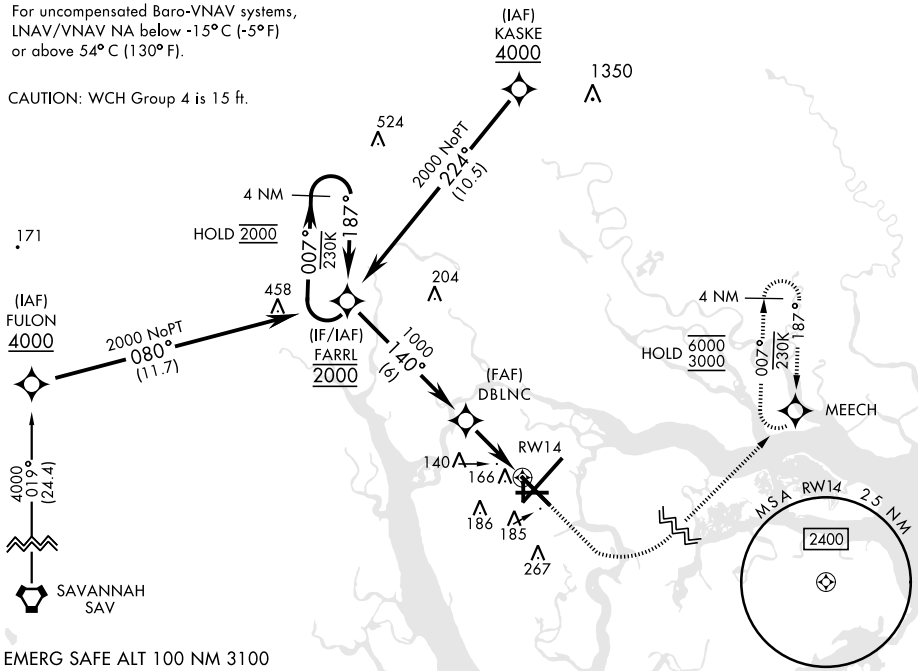 For uncompensated Baro-VNAV systems,
LNAV/VNAV NA below -15°C (-5°F)
or above 54°C (130°F).
CAUTION: WCH Group 4 is 15 ft.
(IAF)
KASKE
4000
1350
524
2000 NoPT
224°
(10.5)
4 NM
HOLD 2000
007°
230K
187°
171
(IAF)
FULON
4000
458
204
2000 NoPT
080°
(11.7)
(IF/IAF)
FARRL
2000
1000
140°
(6)
(FAF)
DBLNC
4 NM
HOLD 6000
3000
007°
230K
187°
MEECH
RW14
140
166
186
185
267
4000
019°
(24.4)
SAVANNAH
SAV
MSA RW14 25 NM
2400
EMERG SAFE ALT 100 NM 3100